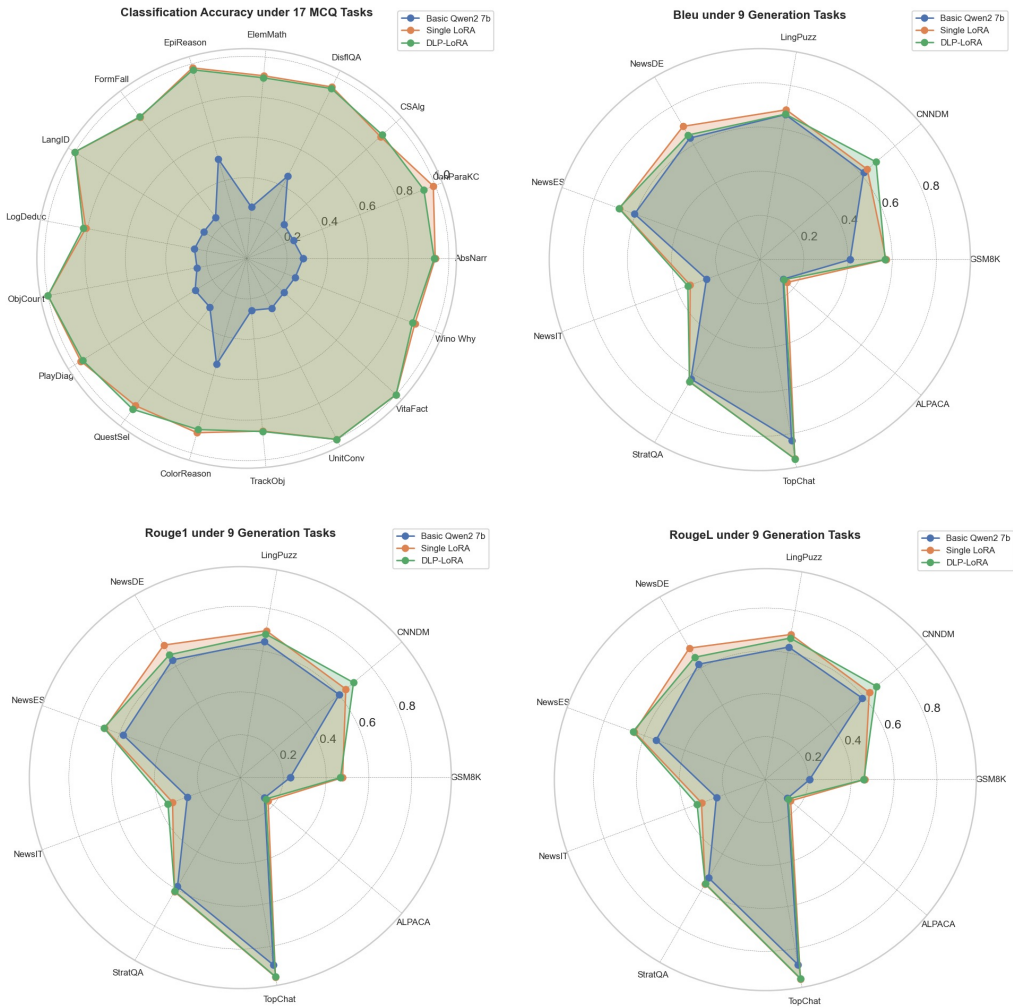 Classification Accuracy under 17 MCQ Tasks
Basic Qwen2 7b
Single LoRA
DLP-LoRA
ElemMath
EpiReason
DisflQA
FormFall
CSAlg
LangID
1.0
0.8
0.6
0.4
0.2
LogDeduc
AbsNarr
ObjCount
Wino Why
PlayDiag
VitaFact
QuestSel
UnitConv
ColorReason
TrackObj
Bleu under 9 Generation Tasks
Basic Qwen2 7b
Single LoRA
DLP-LoRA
LingPuzz
NewsDE
CNNDM
0.8
0.6
0.4
0.2
NewsES
GSM8K
NewsIT
ALPACA
StratQA
TopChat
Rouge1 under 9 Generation Tasks
Basic Qwen2 7b
Single LoRA
DLP-LoRA
LingPuzz
NewsDE
CNNDM
0.8
0.6
0.4
0.2
NewsES
GSM8K
NewsIT
ALPACA
StratQA
TopChat
RougeL under 9 Generation Tasks
Basic Qwen2 7b
Single LoRA
DLP-LoRA
LingPuzz
NewsDE
CNNDM
0.8
0.6
0.4
0.2
NewsES
GSM8K
NewsIT
ALPACA
StratQA
TopChat